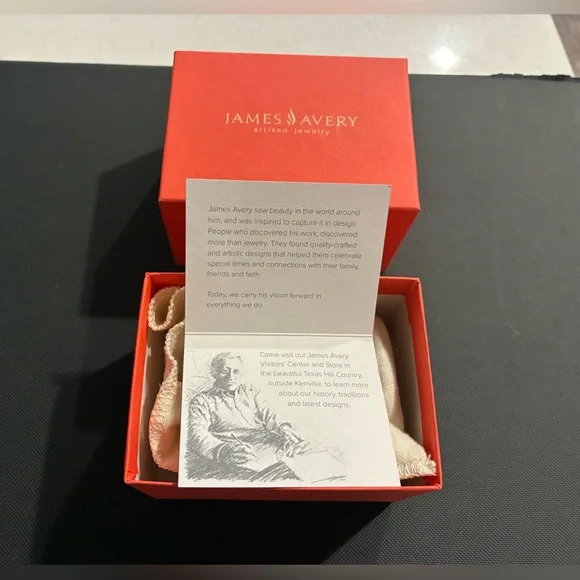 JAMES AVERY
artisan jewelry
James Avery saw beauty in the world around
him, and was inspired to capture it in design.
People who discovered his work, discovered
more than jewelry. They found quality-crafted
and artistic designs that helped them celebrate
special times and connections with their family,
friends and faith.
Today, we carry his vision forward in
everything we do.
Come visit our James Avery
Visitors' Center and Store in
the beautiful Texas Hill Country,
outside Kerrville, to learn more
about our history, traditions
and latest designs.